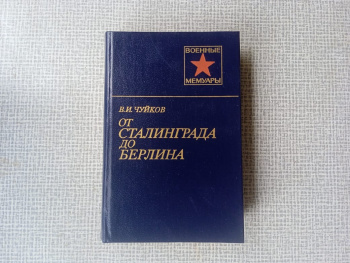 ВОЕННЫЕ
МЕМУАРЫ
В.И. ЧУЙКОВ
ОТ
СТАЛИНГРАДА
ДО
БЕРЛИНА